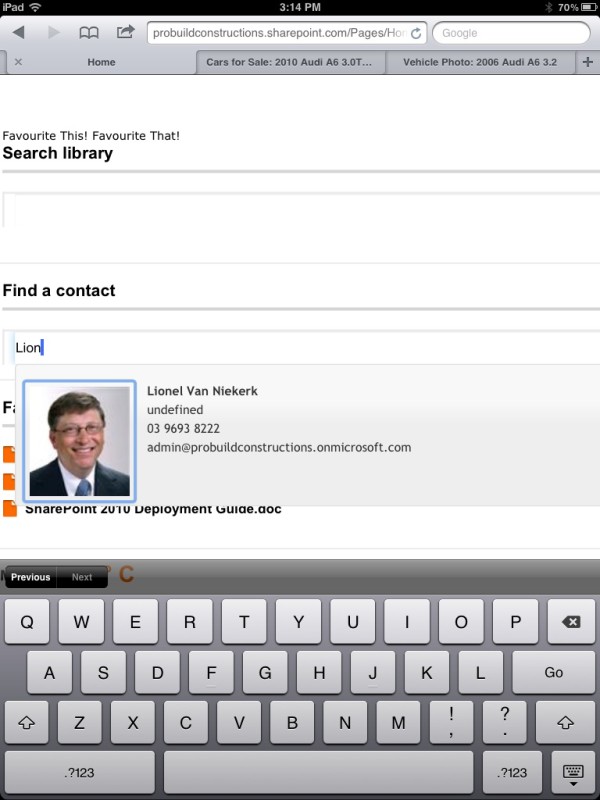 iPad 3:14 PM 70%
probuildconstructions.sharepoint.com/Pages/Ho
Google
Home Cars for Sale: 2010 Audi A6 3.0T... Vehicle Photo: 2006 Audi A6 3.2
Favourite This! Favourite That!
Search library
Find a contact
Lion
Lionel Van Niekerk
undefined
03 9693 8222
admin@probuildconstructions.onmicrosoft.com
SharePoint 2010 Deployment Guide.doc
Previous Next
° C
Q W E R T Y U I O P
A S D F G H J K L Go
Z X C V B N M ! , ? .
.?123 .?123